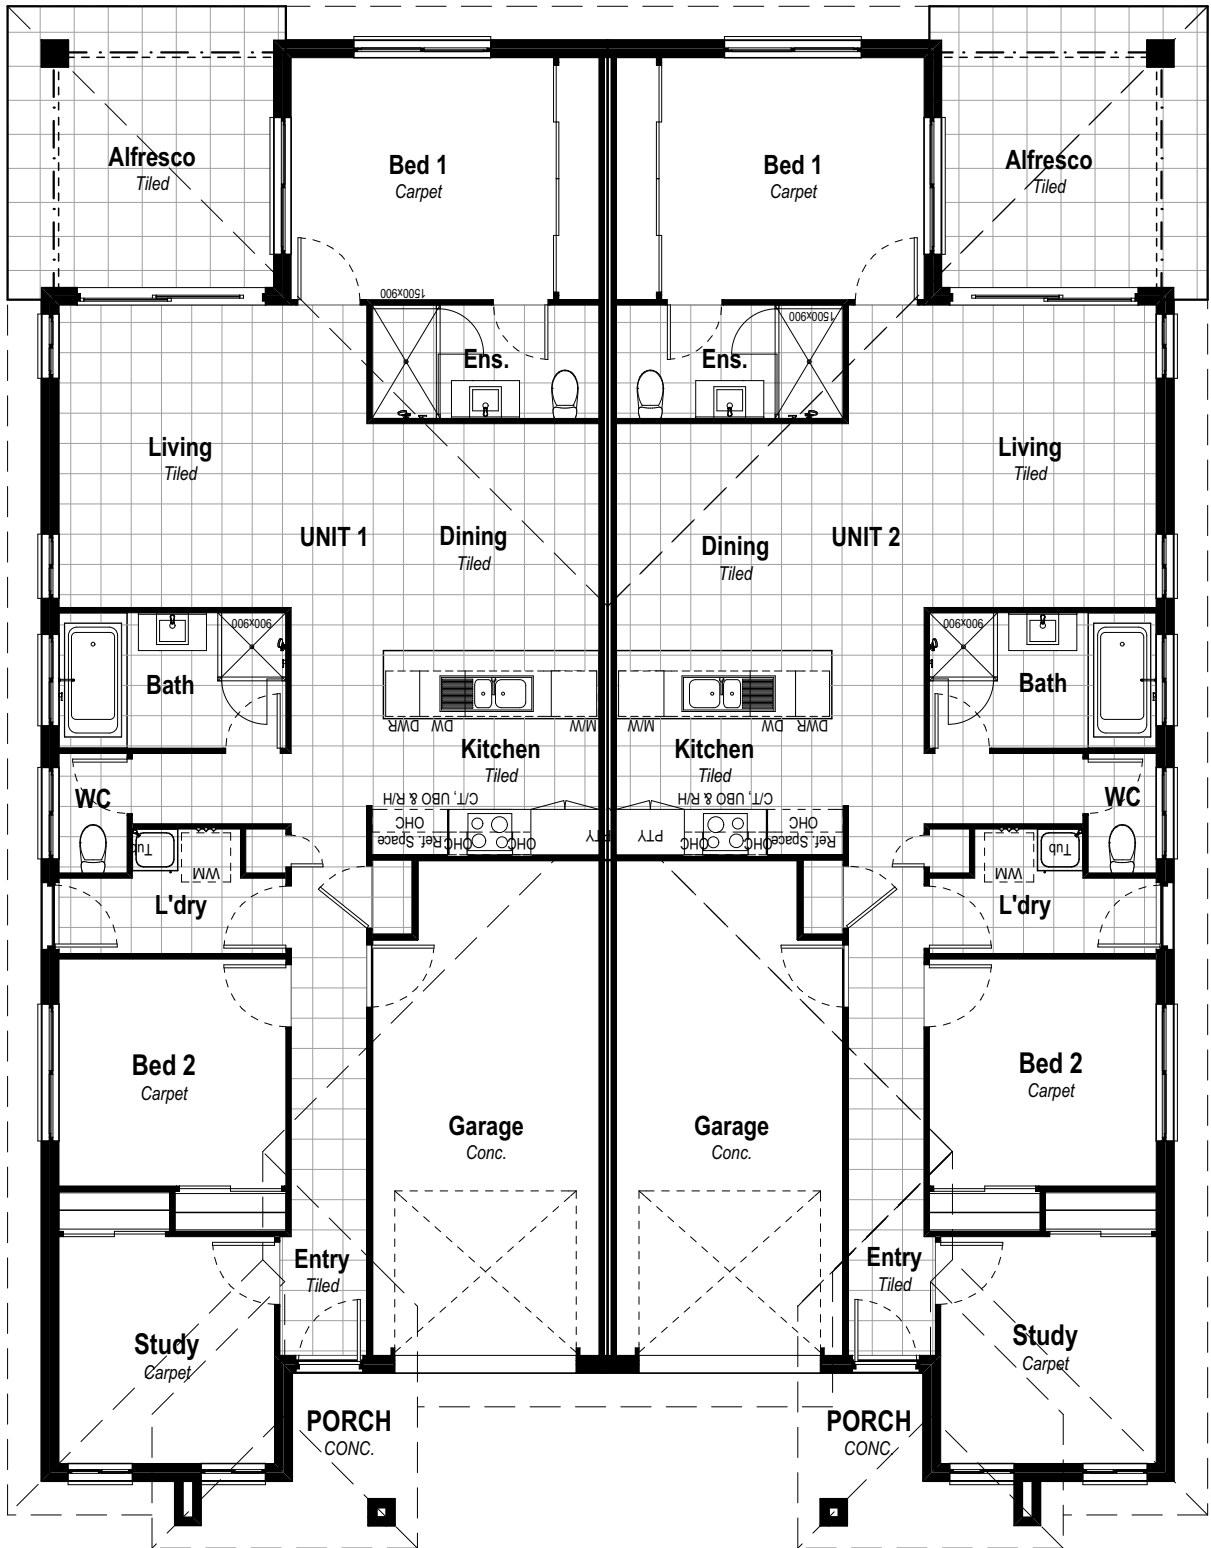 Alfresco
Tiled
Bed 1
Carpet
Bed 1
Carpet
Alfresco
Tiled
1500x900
Ens.
Ens.
1500x900
Living
Tiled
UNIT 1
Dining
Tiled
Dining
Tiled
UNIT 2
Living
Tiled
900x900
Bath
900x900
Bath
DWR
DW
MW
MW
DW
DWR
Kitchen
Tiled
Kitchen
Tiled
C/T, UBO & R/H
C/T, UBO & R/H
WC
WC
OHC
Ref. Space
OHC
OHC
PTY
PTY
OHC
OHC
OHC
Ref. Space
Tub
WM
WM
Tub
L'dry
L'dry
Bed 2
Carpet
Bed 2
Carpet
Garage
Conc.
Garage
Conc.
Entry
Tiled
Entry
Tiled
Study
Carpet
Study
Carpet
PORCH
CONC.
PORCH
CONC